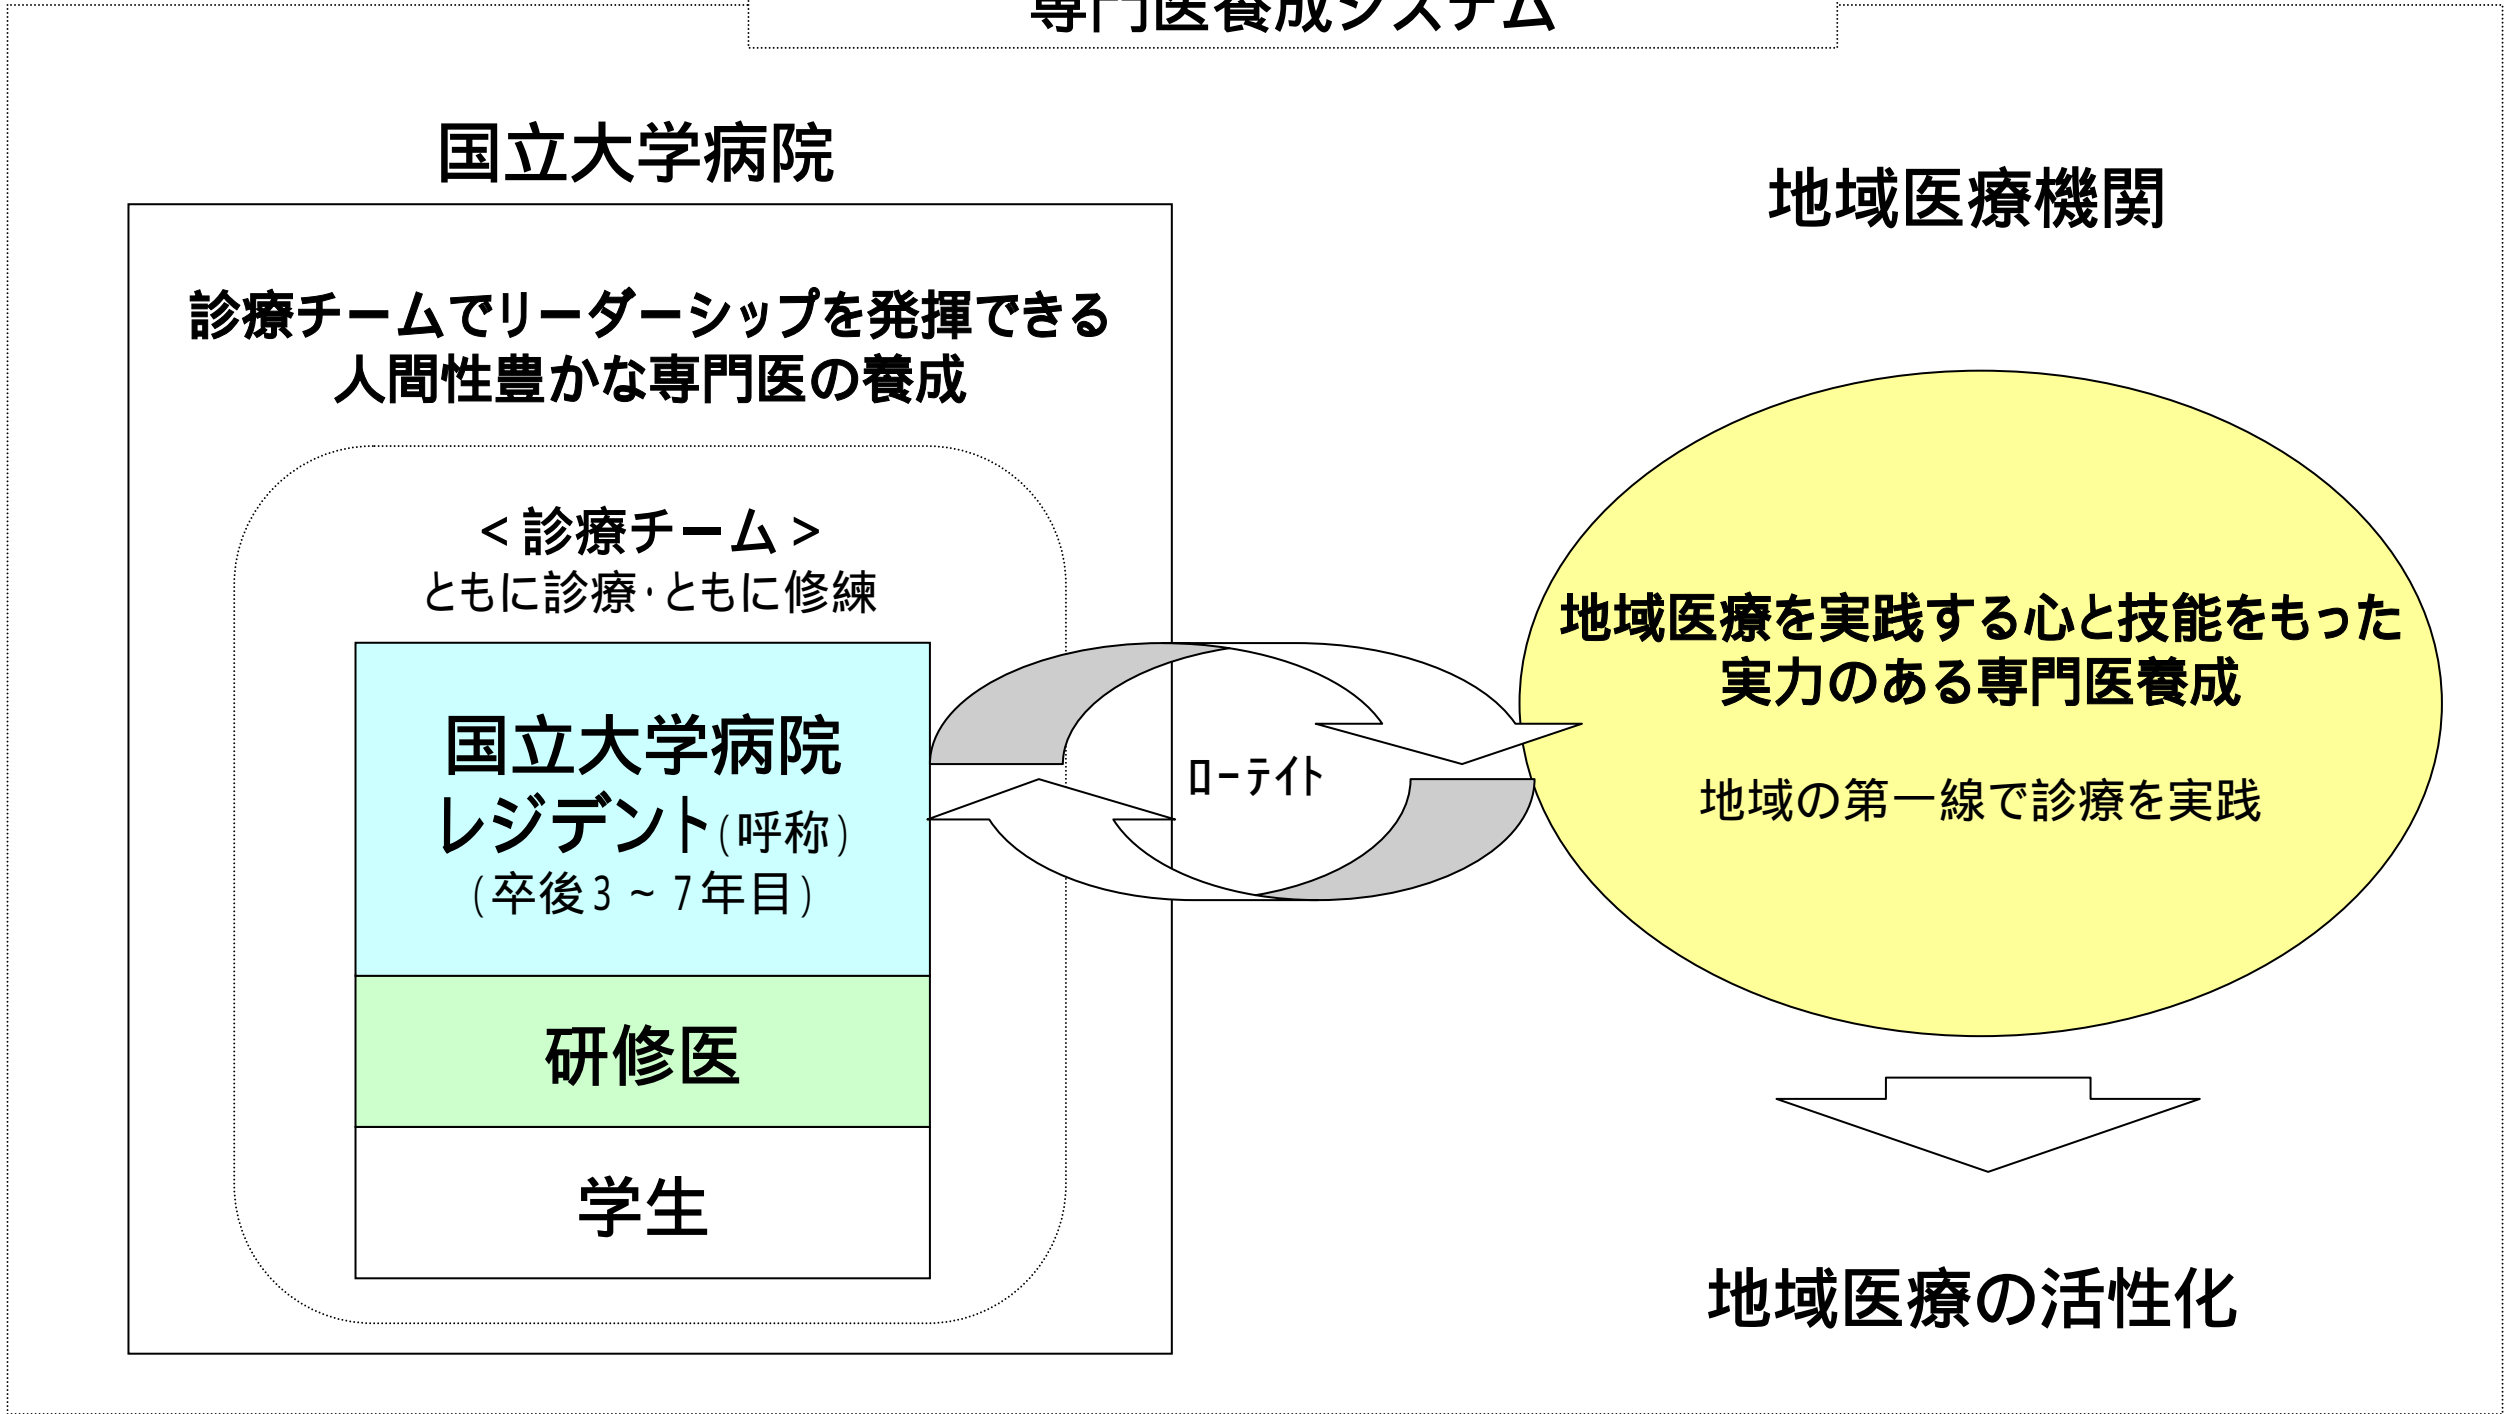 専門医養成システム
国立大学病院
地域医療機関
診療チームでリーダーシップを発揮できる
人間性豊かな専門医の養成
＜診療チーム＞
ともに診療・ともに修練
国立大学病院
レジデント（呼称）
（卒後３～７年目）
研修医
学生
ﾛｰﾃｲﾄ
地域医療を実践する心と技能をもった
実力のある専門医養成
地域の第一線で診療を実践
地域医療の活性化